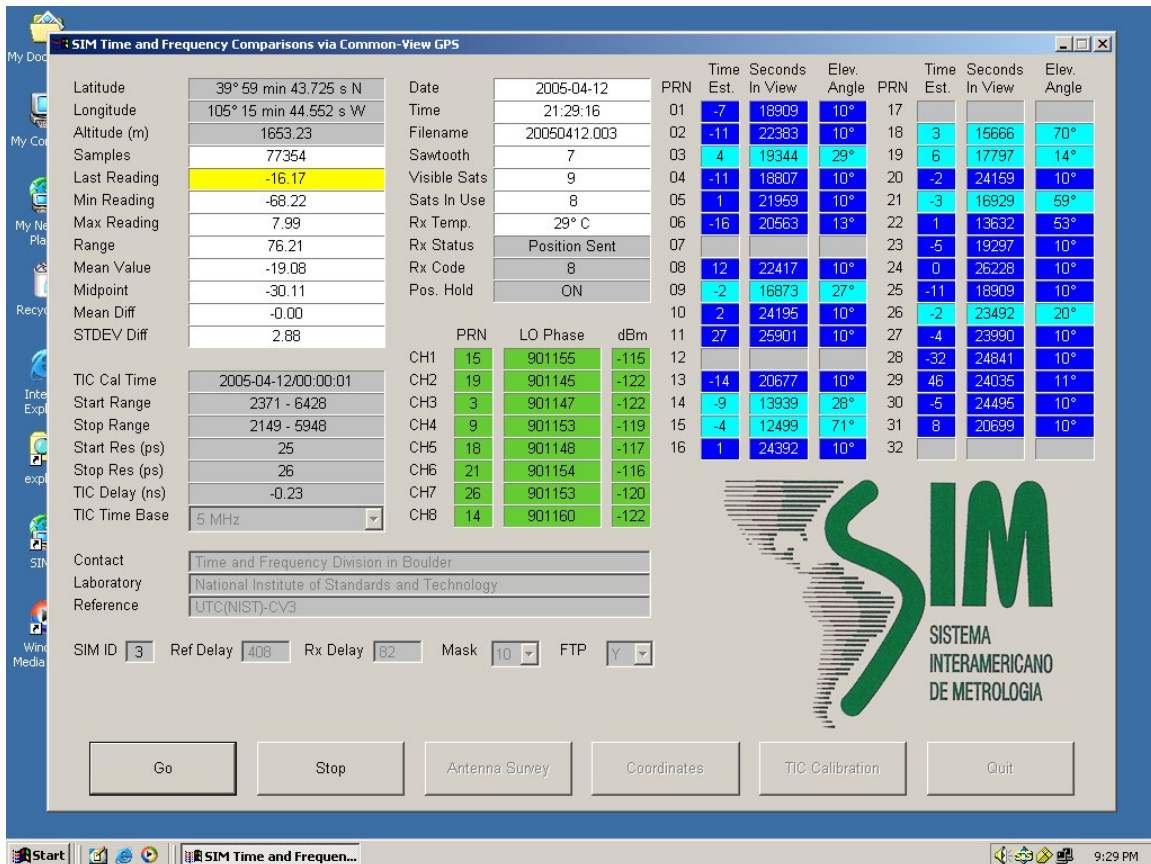 My Doc
My Co
My Ne
Pla
Recyc
Inte
Expl
expl
SIM
Wind
Media
SIM Time and Frequency Comparisons via Common-View GPS
Latitude 39° 59 min 43.725 s N
Longitude 105° 15 min 44.552 s W
Altitude (m) 1653.23
Samples 77354
Last Reading -16.17
Min Reading -68.22
Max Reading 7.99
Range 76.21
Mean Value -19.08
Midpoint -30.11
Mean Diff -0.00
STDEV Diff 2.88
TIC Cal Time 2005-04-12/00:00:01
Start Range 2371 - 6428
Stop Range 2149 - 5948
Start Res (ps) 25
Stop Res (ps) 26
TIC Delay (ns) -0.23
TIC Time Base 5 MHz
Date 2005-04-12
Time 21:29:16
Filename 20050412.003
Sawtooth 7
Visible Sats 9
Sats In Use 8
Rx Temp. 29° C
Rx Status Position Sent
Rx Code 8
Pos. Hold ON
PRN LO Phase dBm
CH1 15 901155 -115
CH2 19 901145 -122
CH3 3 901147 -122
CH4 9 901153 -119
CH5 18 901148 -117
CH6 21 901154 -116
CH7 26 901153 -120
CH8 14 901160 -122
PRN Time Est. Seconds In View Elev. Angle
01 -7 18909 10°
02 -11 22383 10°
03 4 19344 29°
04 -11 18807 10°
05 1 21959 10°
06 -16 20563 13°
07
08 12 22417 10°
09 -2 16873 27°
10 2 24195 10°
11 27 25901 10°
12
13 -14 20677 10°
14 -9 13939 28°
15 -4 12499 71°
16 1 24392 10°
PRN Time Est. Seconds In View Elev. Angle
17
18 3 15666 70°
19 6 17797 14°
20 -2 24159 10°
21 -3 16929 59°
22 1 13632 53°
23 -5 19297 10°
24 0 26228 10°
25 -11 18909 10°
26 -2 23492 20°
27 -4 23990 10°
28 -32 24841 10°
29 46 24035 11°
30 -5 24495 10°
31 8 20699 10°
32
Contact Time and Frequency Division in Boulder
Laboratory National Institute of Standards and Technology
Reference UTC(NIST)-CV3
SIM ID 3 Ref Delay 408 Rx Delay 82 Mask 10 FTP Y
SIM
SISTEMA
INTERAMERICANO
DE METROLOGIA
Go Stop Antenna Survey Coordinates TIC Calibration Quit
Start SIM Time and Frequen... 9:29 PM